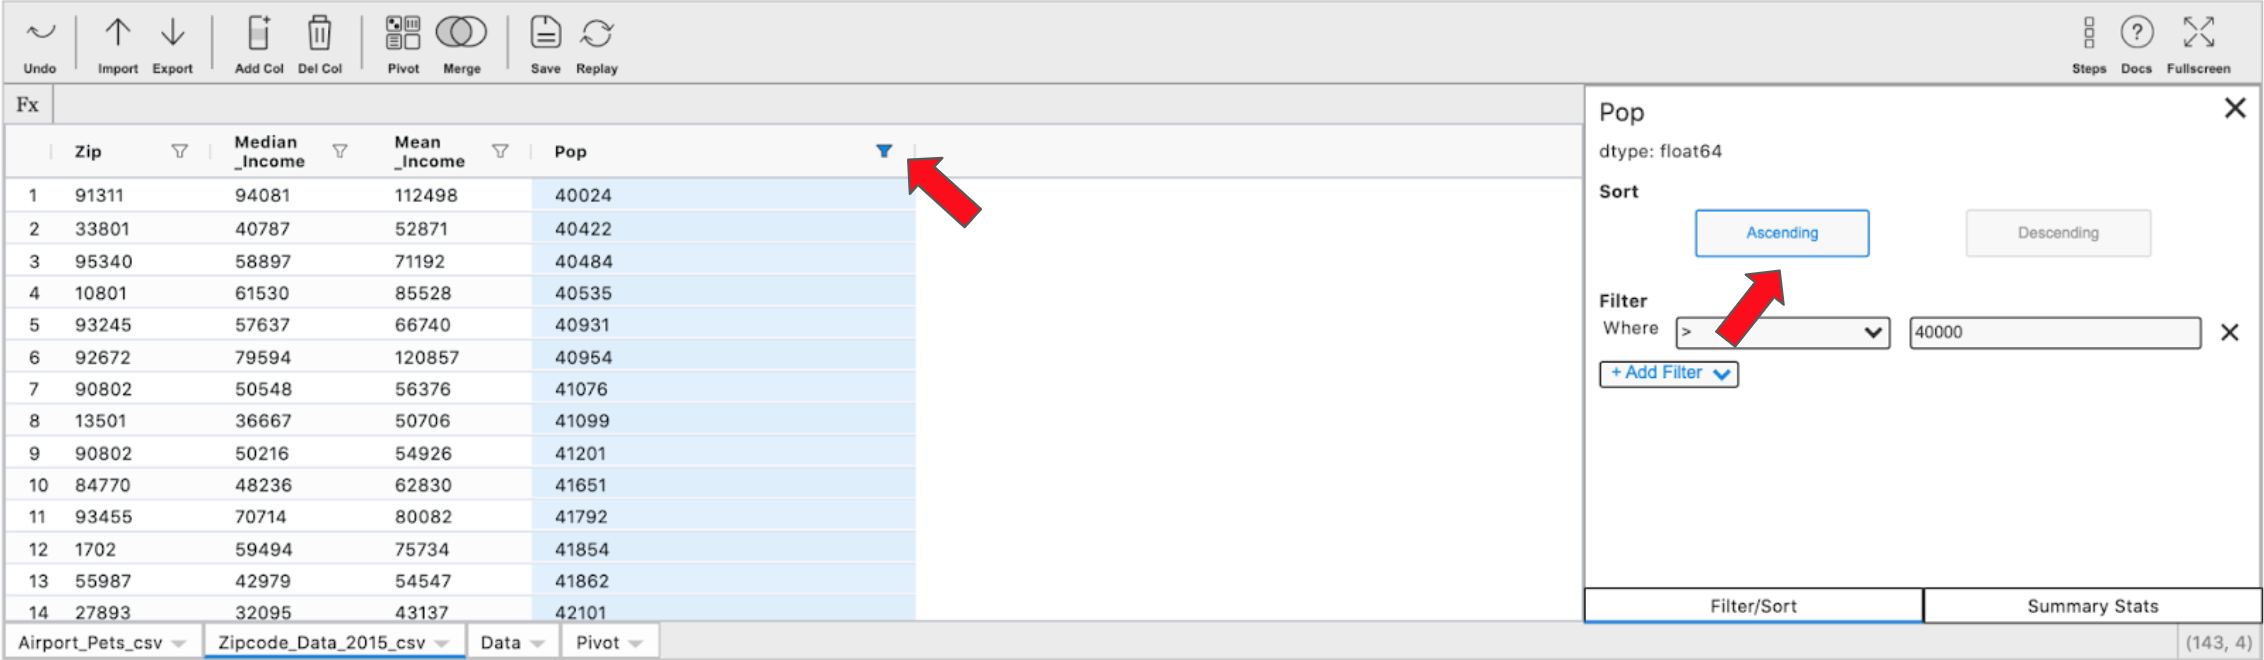 Undo Import Export Add Col Del Col Pivot Merge Save Replay Steps Docs Fullscreen
Fx
Zip Median _Income Mean _Income Pop
1 91311 94081 112498 40024
2 33801 40787 52871 40422
3 95340 58897 71192 40484
4 10801 61530 85528 40535
5 93245 57637 66740 40931
6 92672 79594 120857 40954
7 90802 50548 56376 41076
8 13501 36667 50706 41099
9 90802 50216 54926 41201
10 84770 48236 62830 41651
11 93455 70714 80082 41792
12 1702 59494 75734 41854
13 55987 42979 54547 41862
14 27893 32095 43137 42101
Pop
dtype: float64
Sort
Ascending Descending
Filter
Where > 40000
+ Add Filter
Filter/Sort Summary Stats
Airport_Pets_csv Zipcode_Data_2015_csv Data Pivot (143, 4)